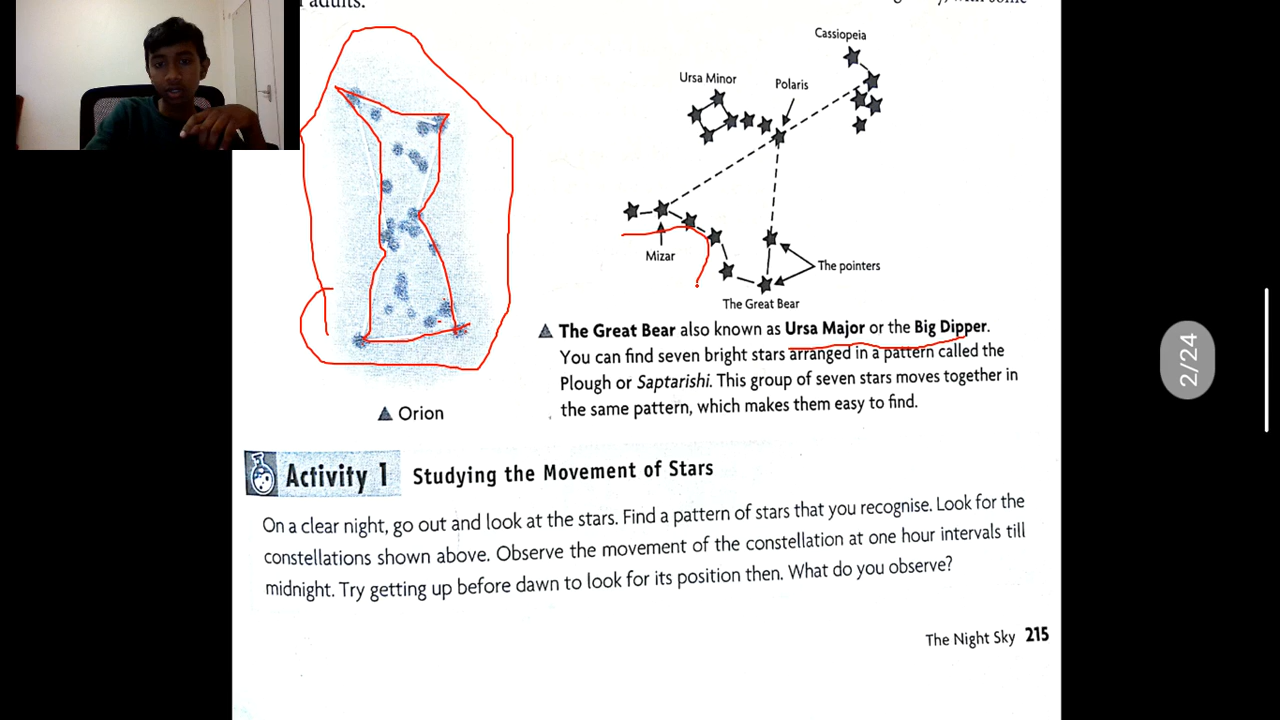 adults.
Cassiopeia
Ursa Minor
Polaris
Mizar
The pointers
The Great Bear
The Great Bear also known as Ursa Major or the Big Dipper.
You can find seven bright stars arranged in a pattern called the
Plough or Saptarishi. This group of seven stars moves together in
the same pattern, which makes them easy to find.
Orion
Activity 1 Studying the Movement of Stars
On a clear night, go out and look at the stars. Find a pattern of stars that you recognise. Look for the
constellations shown above. Observe the movement of the constellation at one hour intervals till
midnight. Try getting up before dawn to look for its position then. What do you observe?
The Night Sky 215
2/24